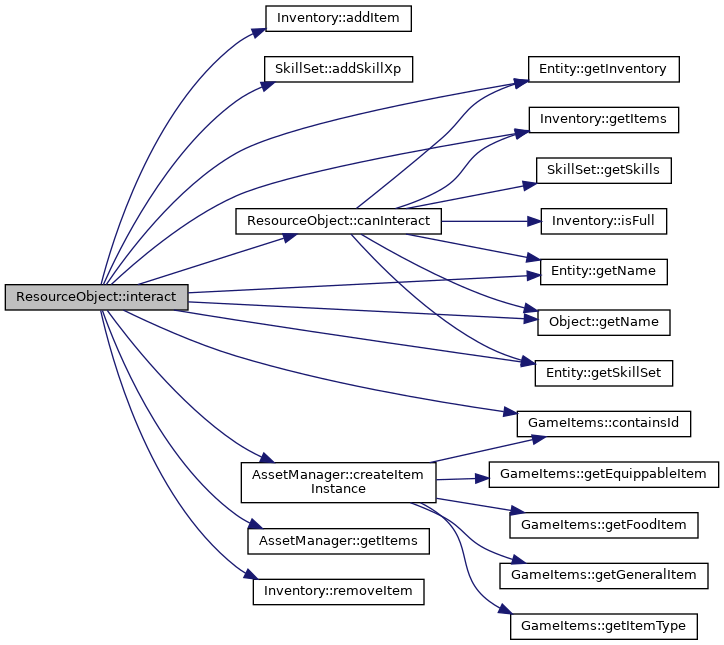 Inventory::addItem
SkillSet::addSkillXp
Entity::getInventory
Inventory::getItems
SkillSet::getSkills
ResourceObject::canInteract
Inventory::isFull
Entity::getName
ResourceObject::interact
Object::getName
Entity::getSkillSet
GameItems::containsId
AssetManager::createItem
Instance
GameItems::getEquippableItem
GameItems::getFoodItem
AssetManager::getItems
GameItems::getGeneralItem
Inventory::removeItem
GameItems::getItemType